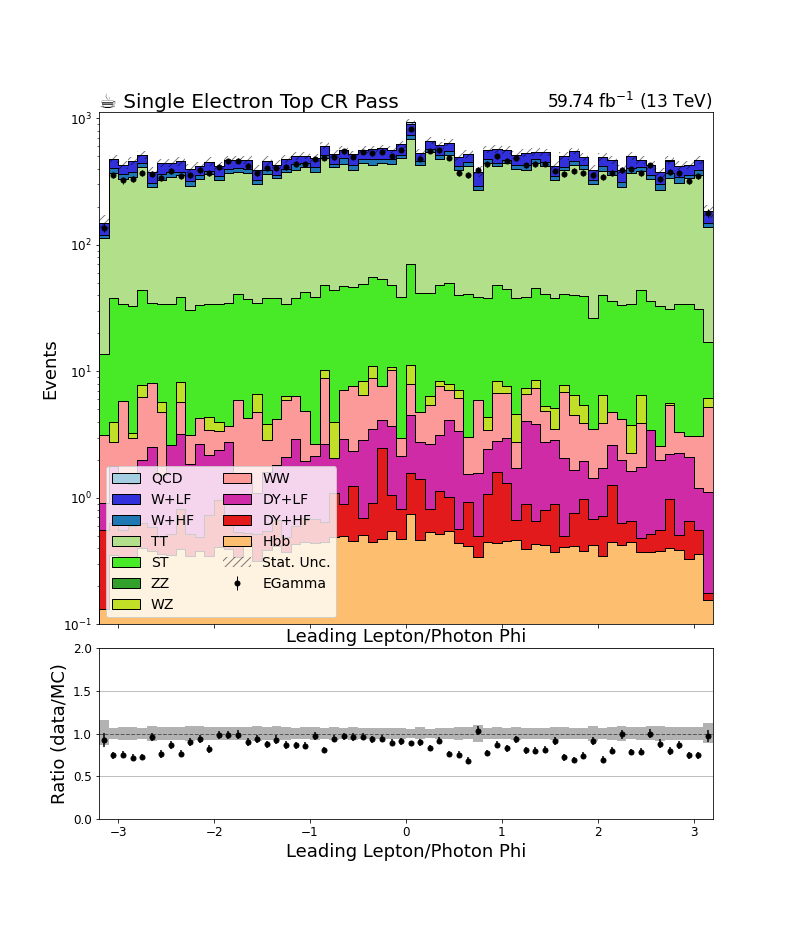 ☕ Single Electron Top CR Pass 59.74 fb⁻¹ (13 TeV)
10³
10²
10¹
10⁰
10⁻¹
Events
QCD WW
W+LF DY+LF
W+HF DY+HF
TT Hbb
ST Stat. Unc.
ZZ EGamma
WZ
Leading Lepton/Photon Phi
2.0
1.5
1.0
0.5
0.0
Ratio (data/MC)
−3 −2 −1 0 1 2 3
Leading Lepton/Photon Phi